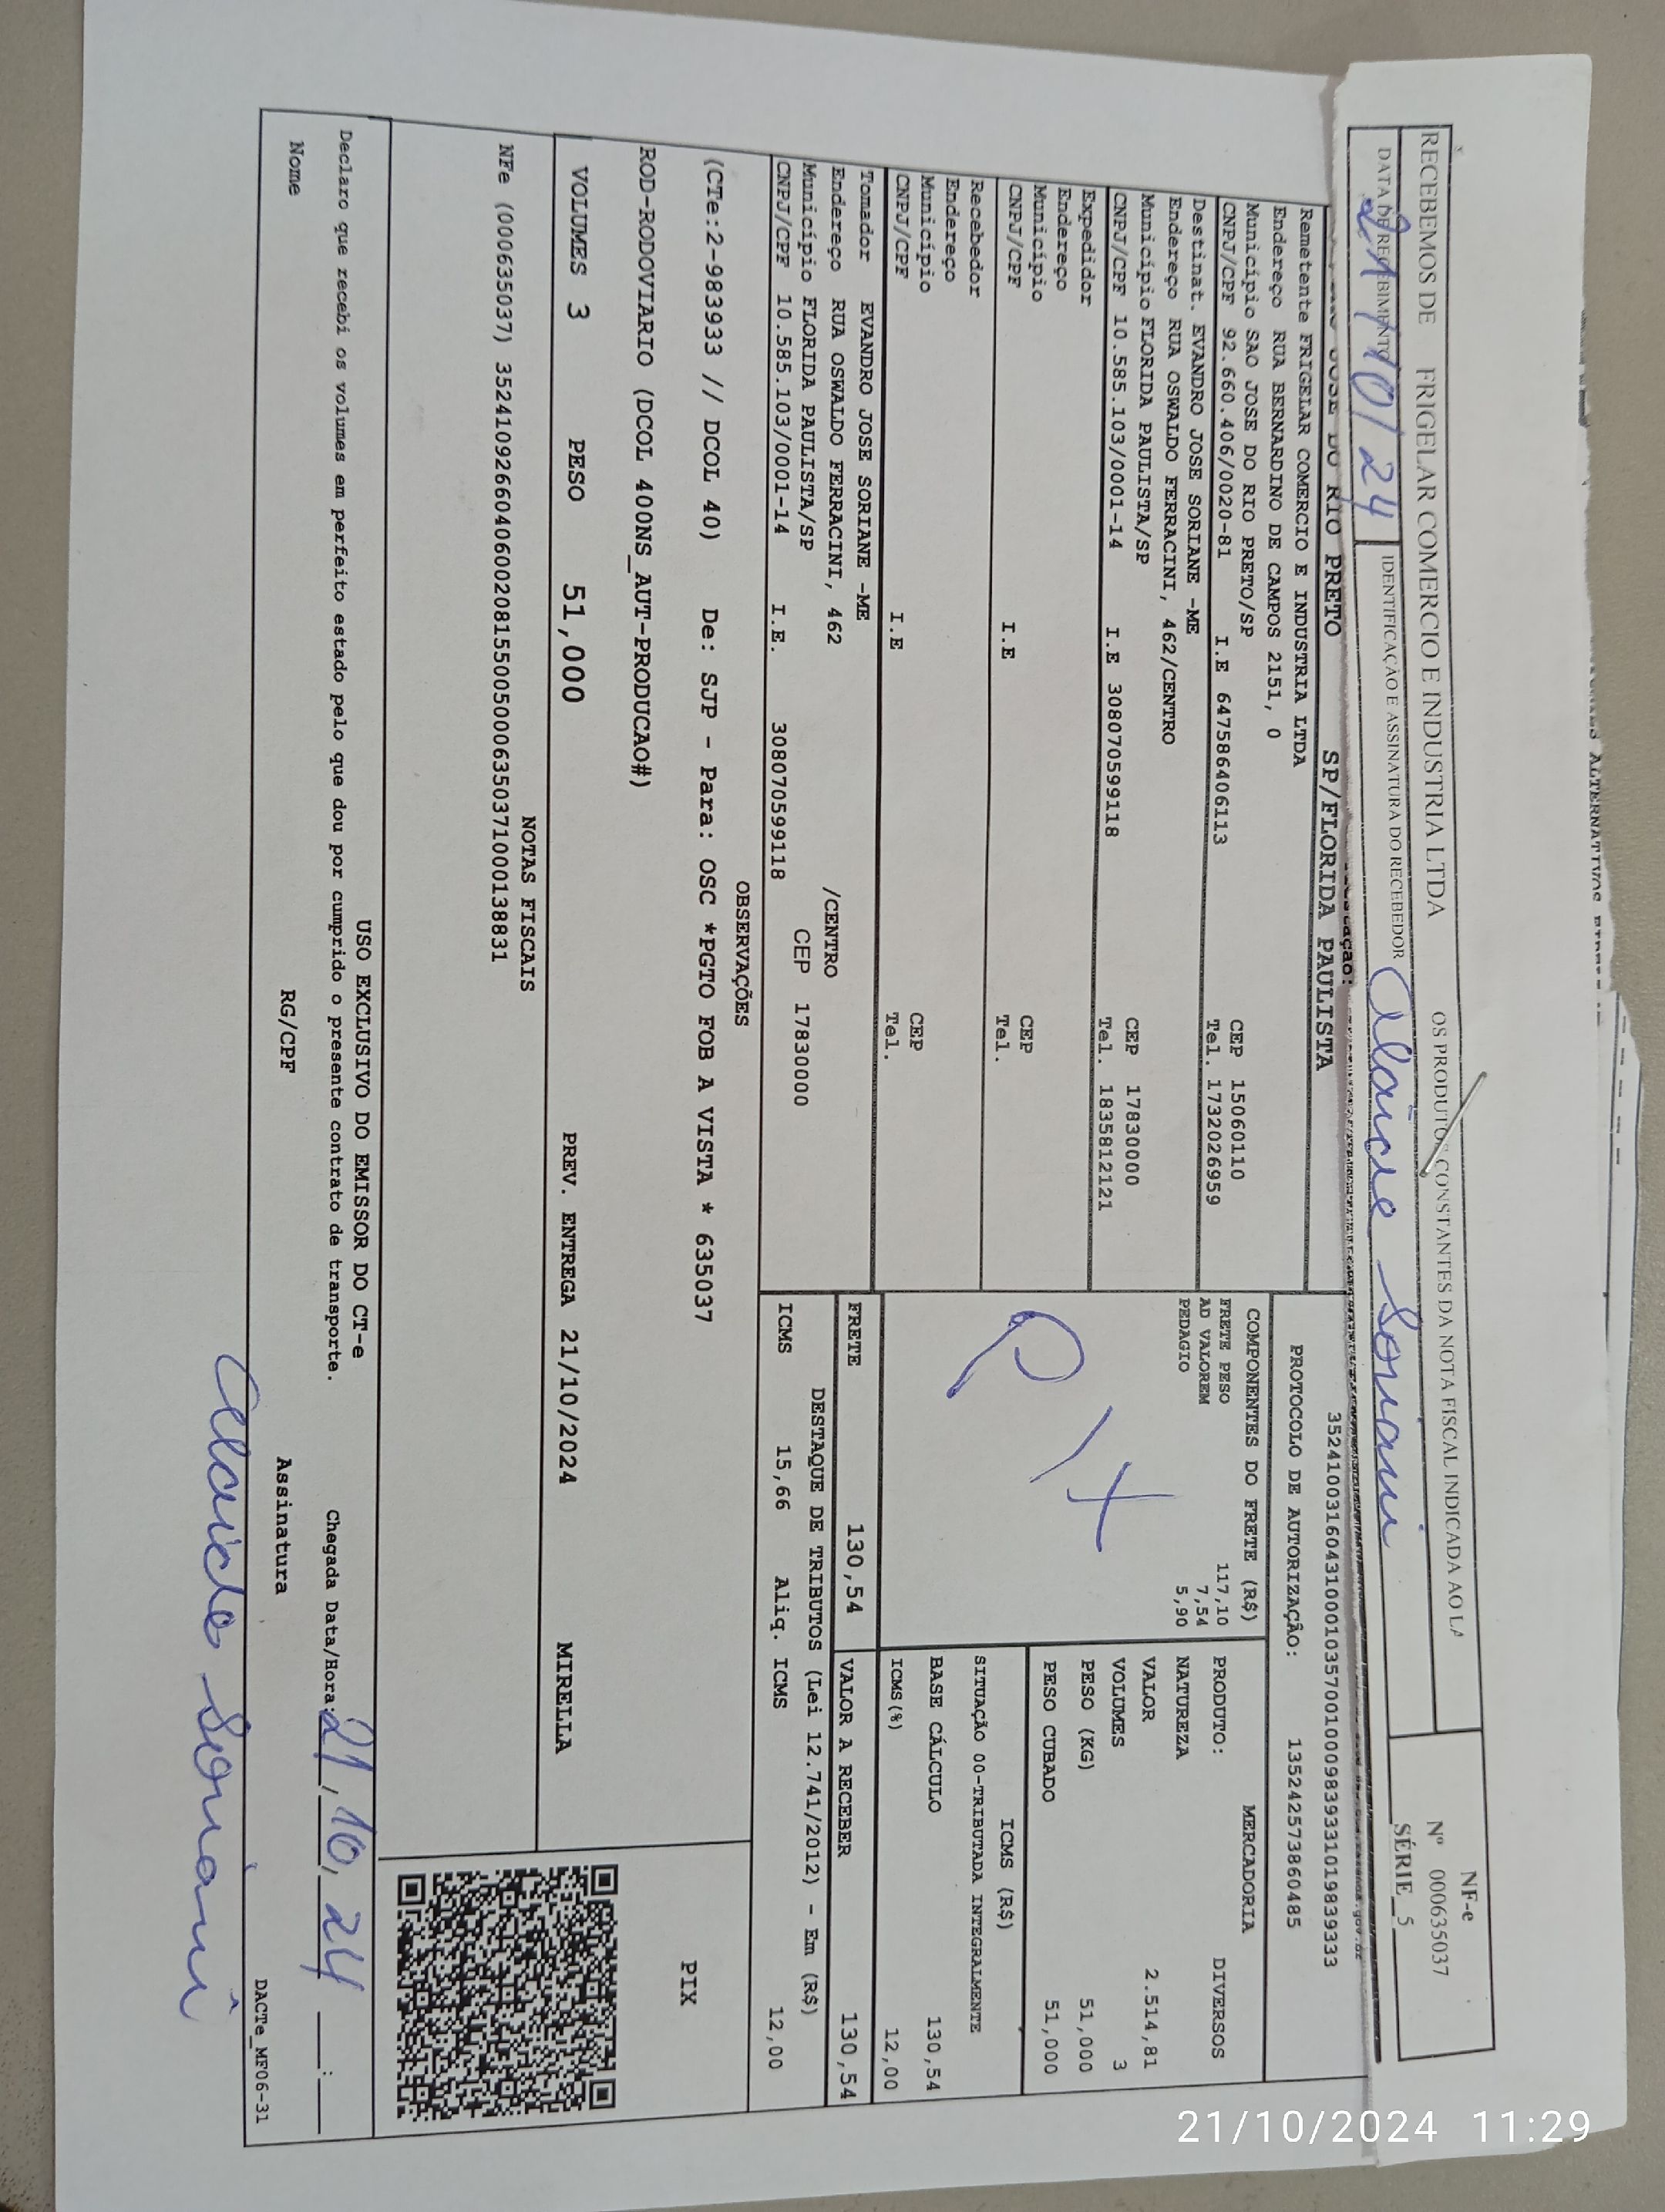 RECEBEMOS DE FRIGELAR COMERCIO E INDUSTRIA LTDA OS PRODUTOS CONSTANTES DA NOTA FISCAL INDICADA AO LA
NF-e
Nº 000635037
SÉRIE 5
DATA DE RECEBIMENTO
21/10/24
IDENTIFICAÇÃO E ASSINATURA DO RECEBEDOR
JOSE DO RIO PRETO SP/FLORIDA PAULISTA
Remetente FRIGELAR COMERCIO E INDUSTRIA LTDA
Endereço RUA BERNARDINO DE CAMPOS 2151, 0
Município SAO JOSE DO RIO PRETO/SP CEP 15060110
CNPJ/CPF 92.660.406/0020-81 I.E 647586406113 Tel. 1732026959
Destinat. EVANDRO JOSE SORIANE -ME
Endereço RUA OSWALDO FERRACINI, 462/CENTRO
Município FLORIDA PAULISTA/SP CEP 17830000
CNPJ/CPF 10.585.103/0001-14 I.E 308070599118 Tel. 1835812121
Expedidor
Endereço
Município CEP
CNPJ/CPF I.E Tel.
Recebedor
Endereço
Município CEP
CNPJ/CPF I.E Tel.
Tomador EVANDRO JOSE SORIANE -ME
Endereço RUA OSWALDO FERRACINI, 462 /CENTRO
Município FLORIDA PAULISTA/SP CEP 17830000
CNPJ/CPF 10.585.103/0001-14 I.E. 308070599118
35241003160431000103570010009839331019839333
PROTOCOLO DE AUTORIZAÇÃO: 135242573860485
COMPONENTES DO FRETE (R$)
FRETE PESO 117,10
AD VALOREM 7,54
PEDAGIO 5,90
PIX
MERCADORIA
PRODUTO: DIVERSOS
NATUREZA
VALOR 2.514,81
VOLUMES 3
PESO (KG) 51,000
PESO CUBADO 51,000
ICMS (R$)
SITUAÇÃO 00-TRIBUTADA INTEGRALMENTE
BASE CÁLCULO 130,54
ICMS(%) 12,00
FRETE 130,54 VALOR A RECEBER 130,54
DESTAQUE DE TRIBUTOS (Lei 12.741/2012) - Em (R$)
ICMS 15,66 Aliq. ICMS 12,00
OBSERVAÇÕES
(CTe:2-983933 // DCOL 40) De: SJP - Para: OSC *PGTO FOB A VISTA * 635037
ROD-RODOVIARIO (DCOL 400NS_AUT-PRODUCAO#)
PIX
VOLUMES 3 PESO 51,000 PREV. ENTREGA 21/10/2024 MIRELLA
NOTAS FISCAIS
NFe (000635037) 35241092660406002081550050006350371000138831
USO EXCLUSIVO DO EMISSOR DO CT-e
Declaro que recebi os volumes em perfeito estado pelo que dou por cumprido o presente contrato de transporte. Chegada Data/Hora: 21/10/24 __:__
Nome RG/CPF Assinatura
DACTe_MF06-31
21/10/2024 11:29